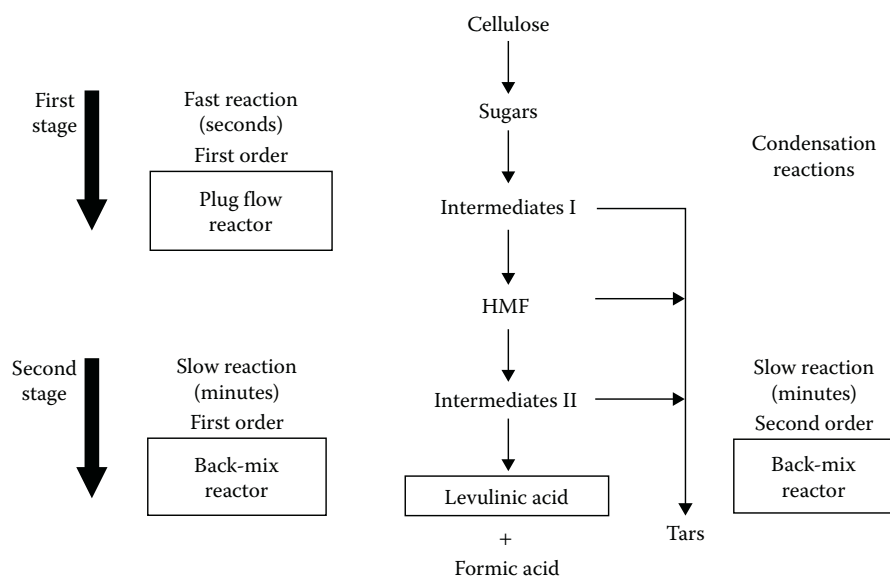 Cellulose
First
stage
Fast reaction
(seconds)
First order
Plug flow
reactor
Sugars
Condensation
reactions
Intermediates I
HMF
Second
stage
Slow reaction
(minutes)
First order
Back-mix
reactor
Intermediates II
Levulinic acid
+
Formic acid
Slow reaction
(minutes)
Second order
Back-mix
reactor
Tars